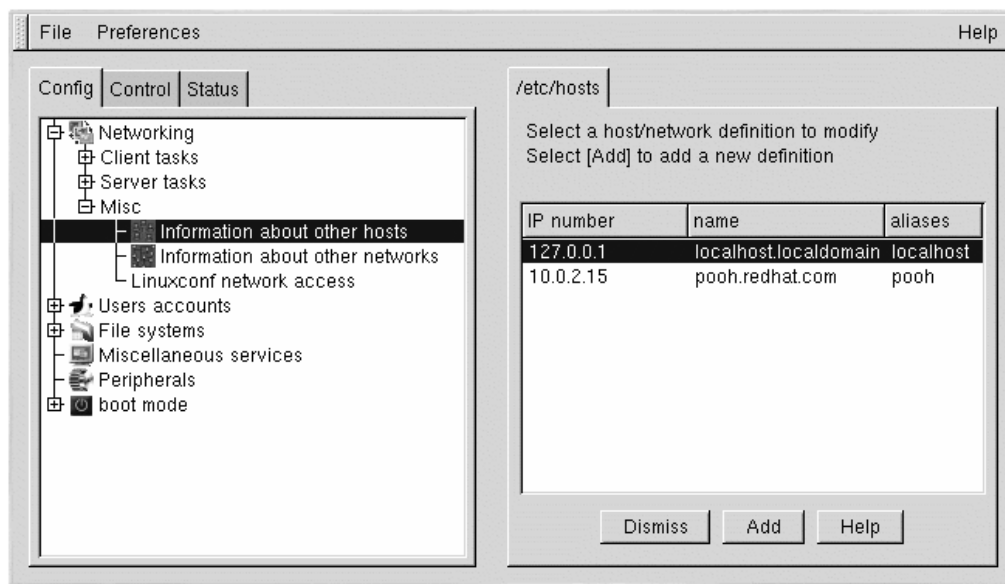 File Preferences Help
Config Control Status
Networking
Client tasks
Server tasks
Misc
Information about other hosts
Information about other networks
Linuxconf network access
Users accounts
File systems
Miscellaneous services
Peripherals
boot mode
/etc/hosts
Select a host/network definition to modify
Select [Add] to add a new definition
IP number name aliases
127.0.0.1 localhost.localdomain localhost
10.0.2.15 pooh.redhat.com pooh
Dismiss Add Help